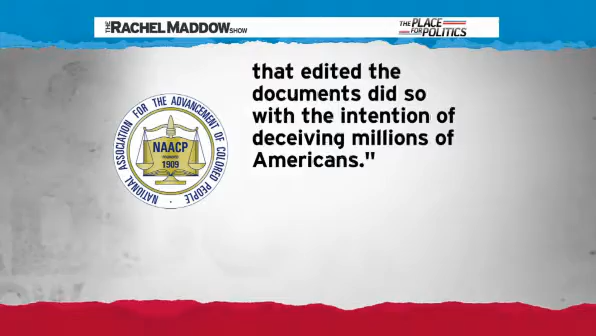 THE RACHEL MADDOW SHOW
THE PLACE FOR POLITICS
that edited the
documents did so
with the intention of
deceiving millions of
Americans."
NATIONAL ASSOCIATION FOR THE ADVANCEMENT OF COLORED PEOPLE
NAACP
1909